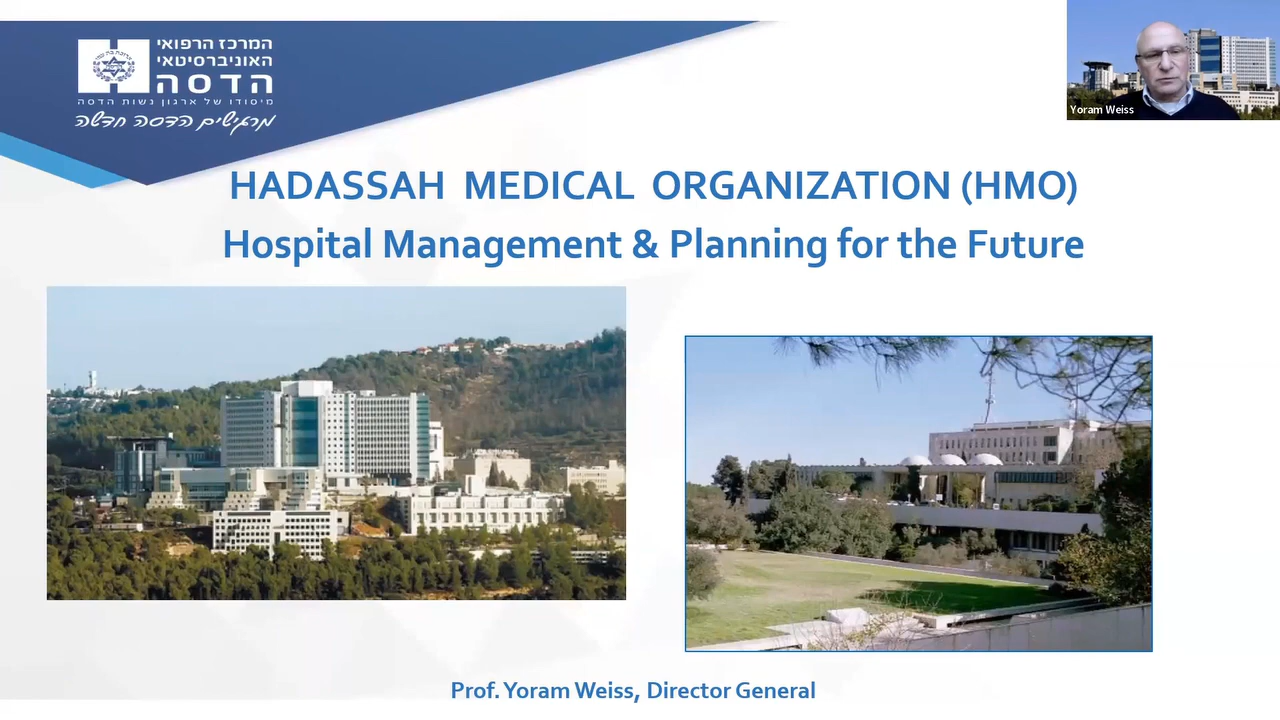 המרכז הרפואי
האוניברסיטאי
הדסה
מיסודו של ארגון נשות הדסה
מרגישים הדסה חדשה
Yoram Weiss
HADASSAH MEDICAL ORGANIZATION (HMO)
Hospital Management & Planning for the Future
Prof. Yoram Weiss, Director General